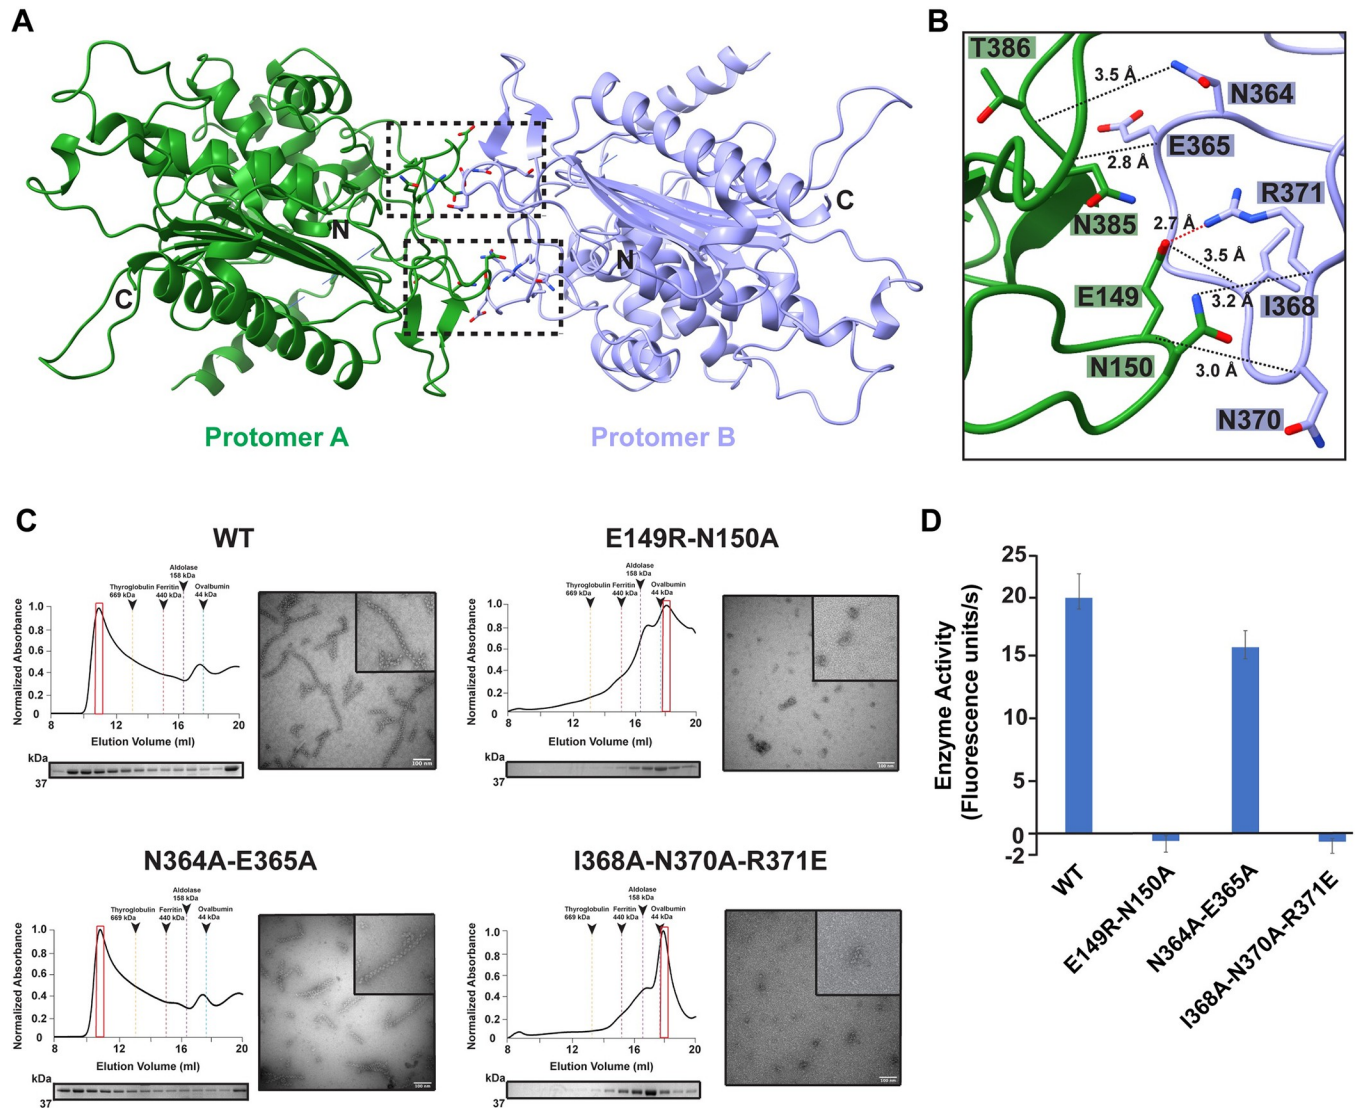 A
N
C
N
C
Protomer A
Protomer B
B
T386
3.5 Å
N364
E365
2.8 Å
R371
N385
2.7 Å
3.5 Å
E149
3.2 Å
I368
N150
3.0 Å
N370
C
WT
Aldolase
158 kDa
Thyroglobulin Ferritin Ovalbumin
669 kDa 440 kDa 44 kDa
Normalized Absorbance
1.0
0.8
0.6
0.4
0.2
0
8 12 16 20
Elution Volume (ml)
kDa
37
100 nm
E149R-N150A
Aldolase
158 kDa
Thyroglobulin Ferritin Ovalbumin
669 kDa 440 kDa 44 kDa
Normalized Absorbance
1.0
0.8
0.6
0.4
0.2
0
8 12 16 20
Elution Volume (ml)
kDa
37
100 nm
N364A-E365A
Aldolase
158 kDa
Thyroglobulin Ferritin Ovalbumin
669 kDa 440 kDa 44 kDa
Normalized Absorbance
1.0
0.8
0.6
0.4
0.2
0
8 12 16 20
Elution Volume (ml)
kDa
37
100 nm
I368A-N370A-R371E
Aldolase
158 kDa
Thyroglobulin Ferritin Ovalbumin
669 kDa 440 kDa 44 kDa
Normalized Absorbance
1.0
0.8
0.6
0.4
0.2
0
8 12 16 20
Elution Volume (ml)
kDa
37
100 nm
D
Enzyme Activity
(Fluorescence units/s)
25
20
15
10
5
0
-2
WT
E149R-N150A
N364A-E365A
I368A-N370A-R371E